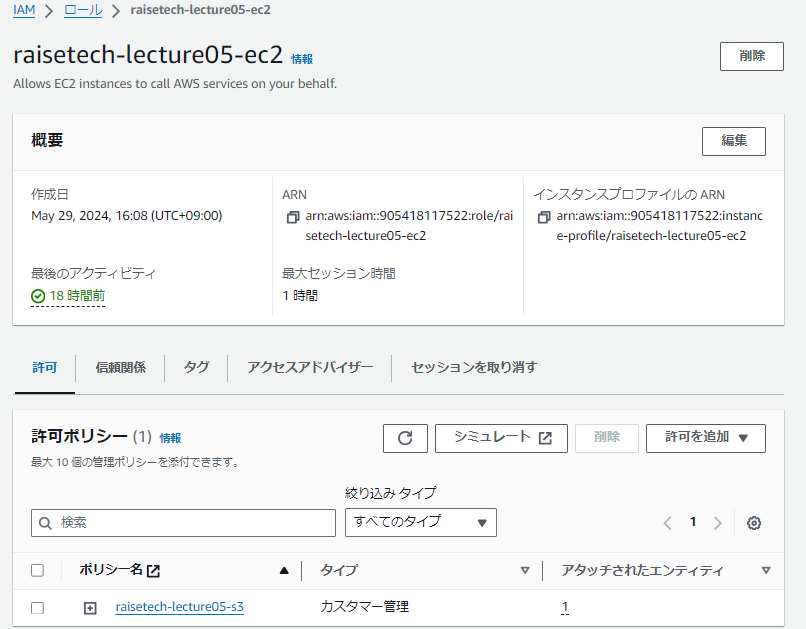 IAM > ロール > raisetech-lecture05-ec2
raisetech-lecture05-ec2 情報
削除
Allows EC2 instances to call AWS services on your behalf.
概要
編集
作成日
May 29, 2024, 16:08 (UTC+09:00)
ARN
arn:aws:iam::905418117522:role/rai
setech-lecture05-ec2
インスタンスプロファイルの ARN
arn:aws:iam::905418117522:instanc
e-profile/raisetech-lecture05-ec2
最後のアクティビティ
18 時間前
最大セッション時間
1 時間
許可 信頼関係 タグ アクセスアドバイザー セッションを取り消す
許可ポリシー (1) 情報
シミュレート 削除 許可を追加
最大 10 個の管理ポリシーを添付できます。
絞り込み タイプ
検索 すべてのタイプ 1
ポリシー名 タイプ アタッチされたエンティティ
raisetech-lecture05-s3 カスタマー管理 1